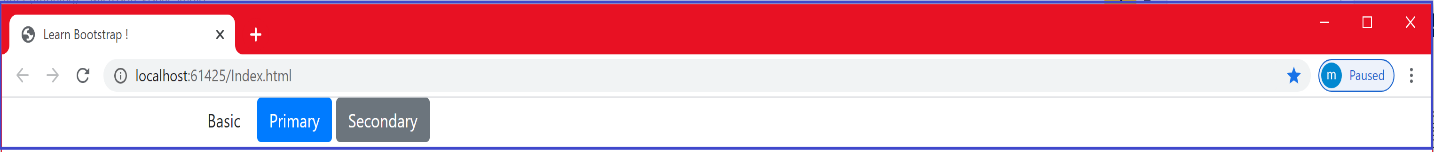 Learn Bootstrap !
localhost:61425/Index.html
m Paused
Basic Primary Secondary